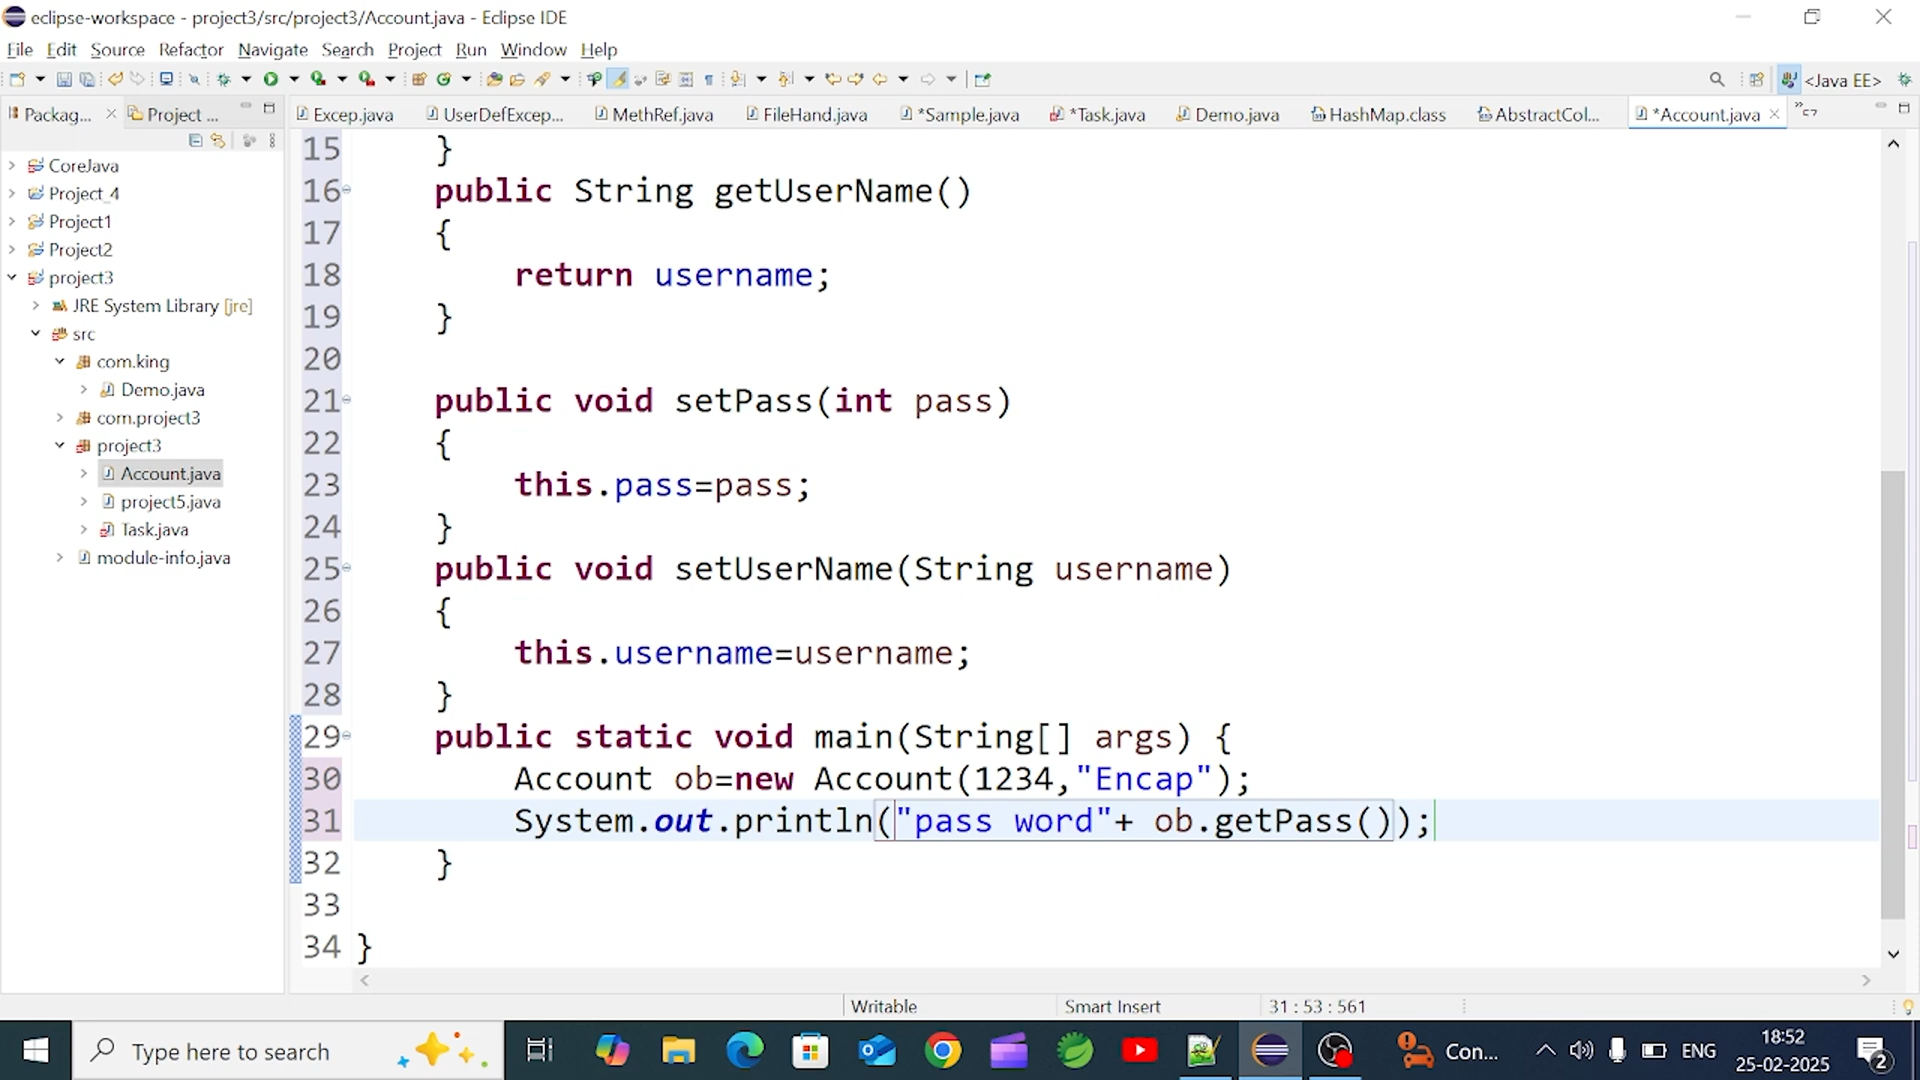 eclipse-workspace - project3/src/project3/Account.java - Eclipse IDE
File Edit Source Refactor Navigate Search Project Run Window Help
<Java EE>
Packag... Project ...
Excep.java UserDefExcep... MethRef.java FileHand.java *Sample.java *Task.java Demo.java HashMap.class AbstractCol... *Account.java
CoreJava
Project_4
Project1
Project2
project3
JRE System Library [jre]
src
com.king
Demo.java
com.project3
project3
Account.java
project5.java
Task.java
module-info.java
15 }
16 public String getUserName()
17 {
18 return username;
19 }
20
21 public void setPass(int pass)
22 {
23 this.pass=pass;
24 }
25 public void setUserName(String username)
26 {
27 this.username=username;
28 }
29 public static void main(String[] args) {
30 Account ob=new Account(1234,"Encap");
31 System.out.println("pass word"+ ob.getPass());
32 }
33
34 }
Writable Smart Insert 31 : 53 : 561
Type here to search
Con...
ENG
18:52
25-02-2025
2